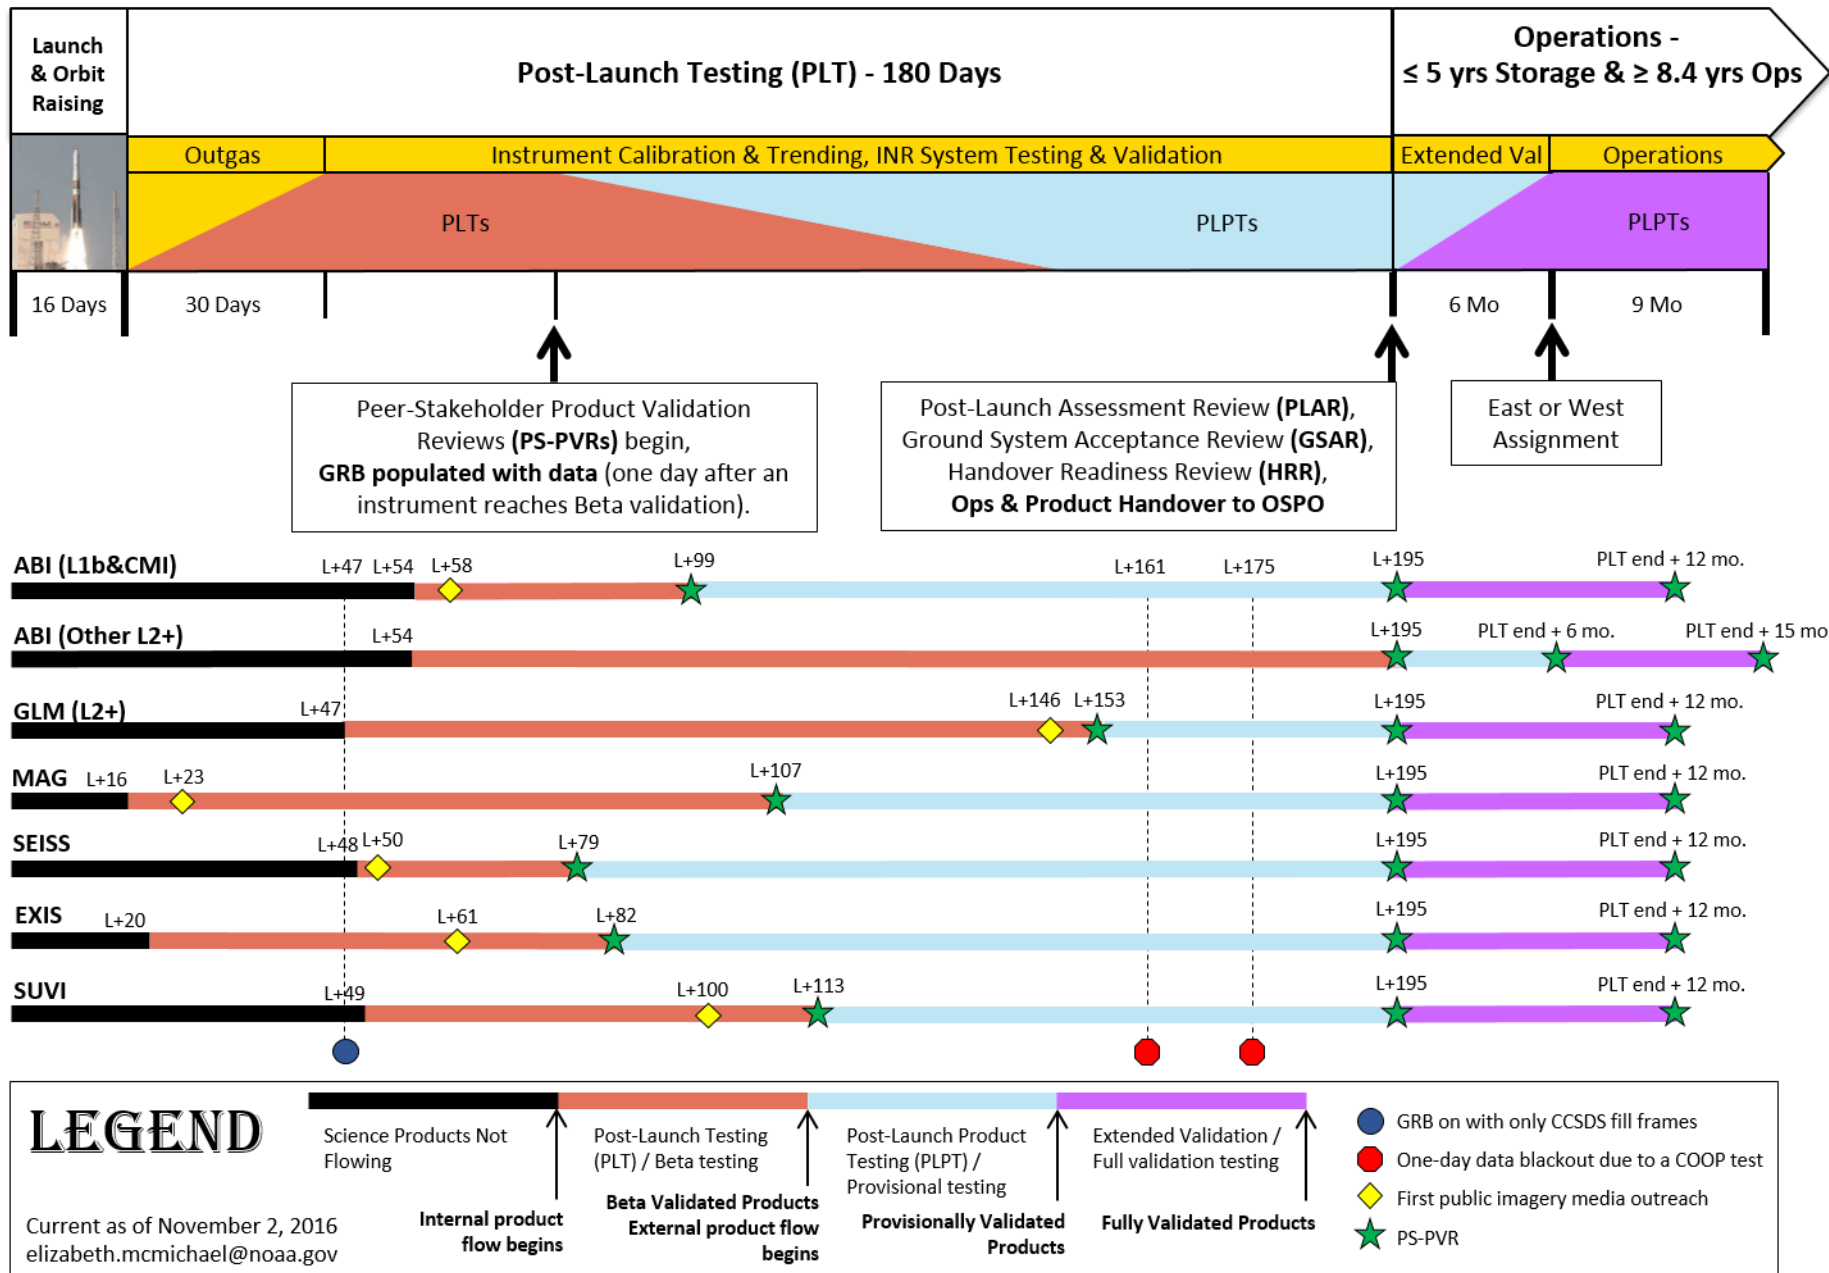 Launch
& Orbit
Raising
Post-Launch Testing (PLT) - 180 Days
Operations -
≤ 5 yrs Storage & ≥ 8.4 yrs Ops
Outgas
Instrument Calibration & Trending, INR System Testing & Validation
Extended Val
Operations
PLTs
PLPTs
PLPTs
16 Days
30 Days
6 Mo
9 Mo
Peer-Stakeholder Product Validation
Reviews (PS-PVRs) begin,
GRB populated with data (one day after an
instrument reaches Beta validation).
Post-Launch Assessment Review (PLAR),
Ground System Acceptance Review (GSAR),
Handover Readiness Review (HRR),
Ops & Product Handover to OSPO
East or West
Assignment
ABI (L1b&CMI)
L+47
L+54
L+58
L+99
L+161
L+175
L+195
PLT end + 12 mo.
ABI (Other L2+)
L+54
L+195
PLT end + 6 mo.
PLT end + 15 mo
GLM (L2+)
L+47
L+146
L+153
L+195
PLT end + 12 mo.
MAG
L+16
L+23
L+107
L+195
PLT end + 12 mo.
SEISS
L+48
L+50
L+79
L+195
PLT end + 12 mo.
EXIS
L+20
L+61
L+82
L+195
PLT end + 12 mo.
SUVI
L+49
L+100
L+113
L+195
PLT end + 12 mo.
LEGEND
Current as of November 2, 2016
elizabeth.mcmichael@noaa.gov
Science Products Not
Flowing
Internal product
flow begins
Post-Launch Testing
(PLT) / Beta testing
Beta Validated Products
External product flow
begins
Post-Launch Product
Testing (PLPT) /
Provisional testing
Provisionally Validated
Products
Extended Validation /
Full validation testing
Fully Validated Products
GRB on with only CCSDS fill frames
One-day data blackout due to a COOP test
First public imagery media outreach
PS-PVR